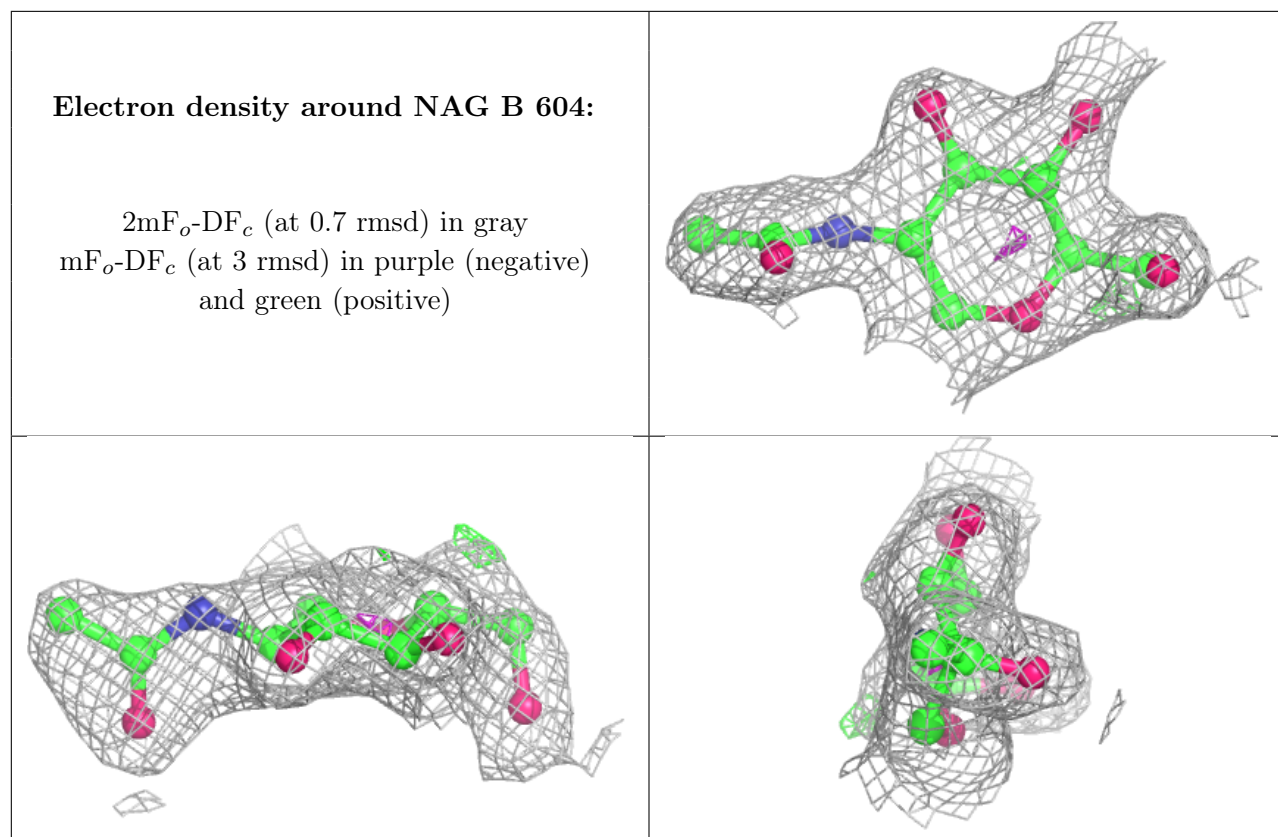 Electron density around NAG B 604:
2mFₒ-DF𝒸 (at 0.7 rmsd) in gray
mFₒ-DF𝒸 (at 3 rmsd) in purple (negative)
and green (positive)